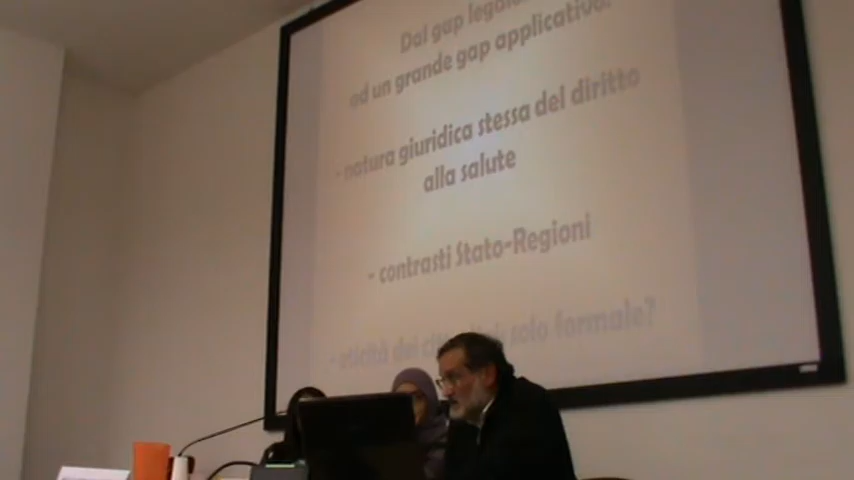 Dal gap
ad un grande gap applicativo:
- natura giuridica stessa del diritto
alla salute
- contrasti Stato-Regioni
solo formale?